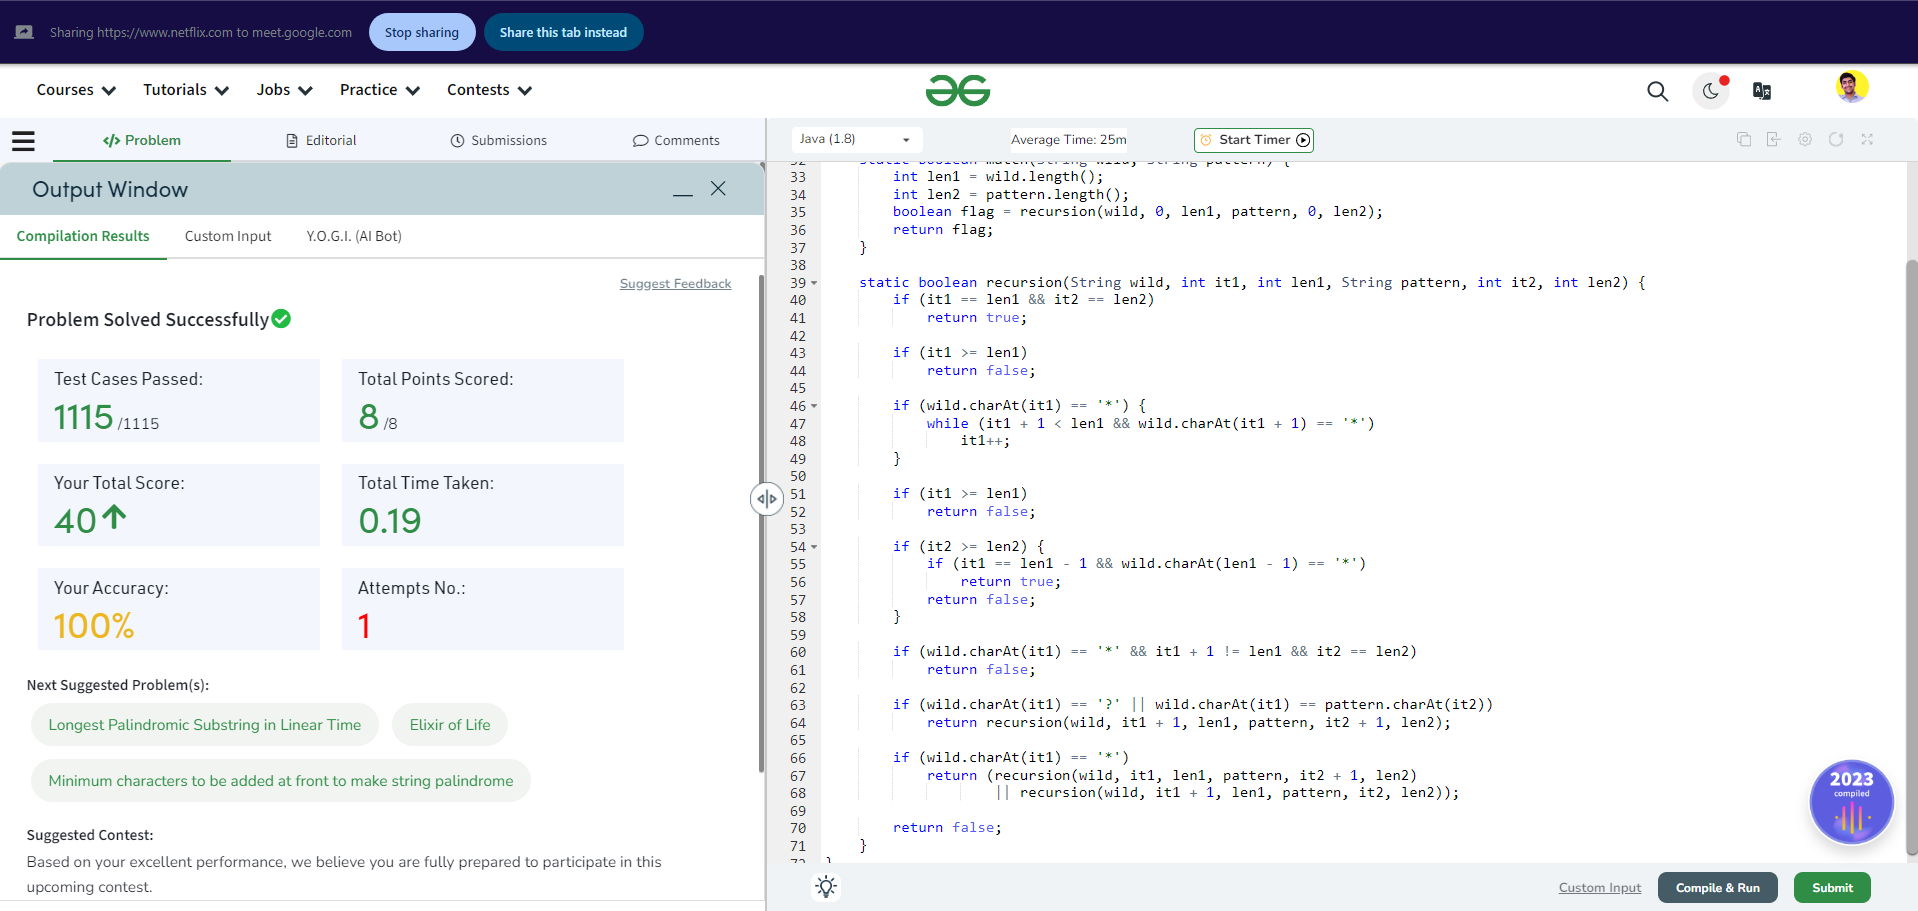 Sharing https://www.netflix.com to meet.google.com
Stop sharing
Share this tab instead
Courses
Tutorials
Jobs
Practice
Contests
Problem
Editorial
Submissions
Comments
Java (1.8)
Average Time: 25m
Start Timer
Output Window
Compilation Results
Custom Input
Y.O.G.I. (AI Bot)
Suggest Feedback
Problem Solved Successfully
Test Cases Passed:
1115 /1115
Total Points Scored:
8 /8
Your Total Score:
40
Total Time Taken:
0.19
Your Accuracy:
100%
Attempts No.:
1
Next Suggested Problem(s):
Longest Palindromic Substring in Linear Time
Elixir of Life
Minimum characters to be added at front to make string palindrome
Suggested Contest:
Based on your excellent performance, we believe you are fully prepared to participate in this
upcoming contest.
32 static boolean match(String wild, String pattern) {
33 int len1 = wild.length();
34 int len2 = pattern.length();
35 boolean flag = recursion(wild, 0, len1, pattern, 0, len2);
36 return flag;
37 }
38
39 static boolean recursion(String wild, int it1, int len1, String pattern, int it2, int len2) {
40 if (it1 == len1 && it2 == len2)
41 return true;
42
43 if (it1 >= len1)
44 return false;
45
46 if (wild.charAt(it1) == '*') {
47 while (it1 + 1 < len1 && wild.charAt(it1 + 1) == '*')
48 it1++;
49 }
50
51 if (it1 >= len1)
52 return false;
53
54 if (it2 >= len2) {
55 if (it1 == len1 - 1 && wild.charAt(len1 - 1) == '*')
56 return true;
57 return false;
58 }
59
60 if (wild.charAt(it1) == '*' && it1 + 1 != len1 && it2 == len2)
61 return false;
62
63 if (wild.charAt(it1) == '?' || wild.charAt(it1) == pattern.charAt(it2))
64 return recursion(wild, it1 + 1, len1, pattern, it2 + 1, len2);
65
66 if (wild.charAt(it1) == '*')
67 return (recursion(wild, it1, len1, pattern, it2 + 1, len2)
68 || recursion(wild, it1 + 1, len1, pattern, it2, len2));
69
70 return false;
71 }
72 }
2023
compiled
Custom Input
Compile & Run
Submit